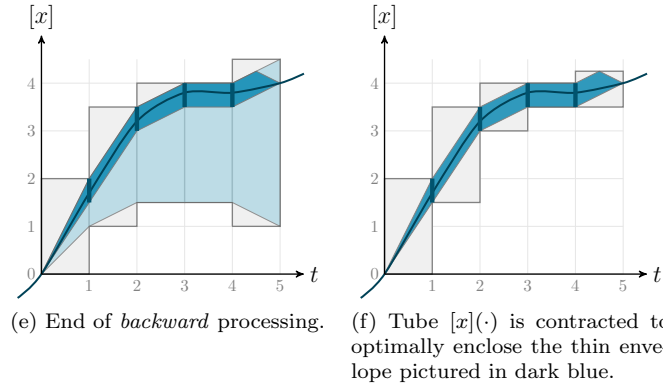 [x]
[x]
4
3
2
1
0
1
2
3
4
5
t
4
3
2
1
0
1
2
3
4
5
t
(e) End of backward processing.
(f) Tube [x](·) is contracted to
optimally enclose the thin enve
lope pictured in dark blue.